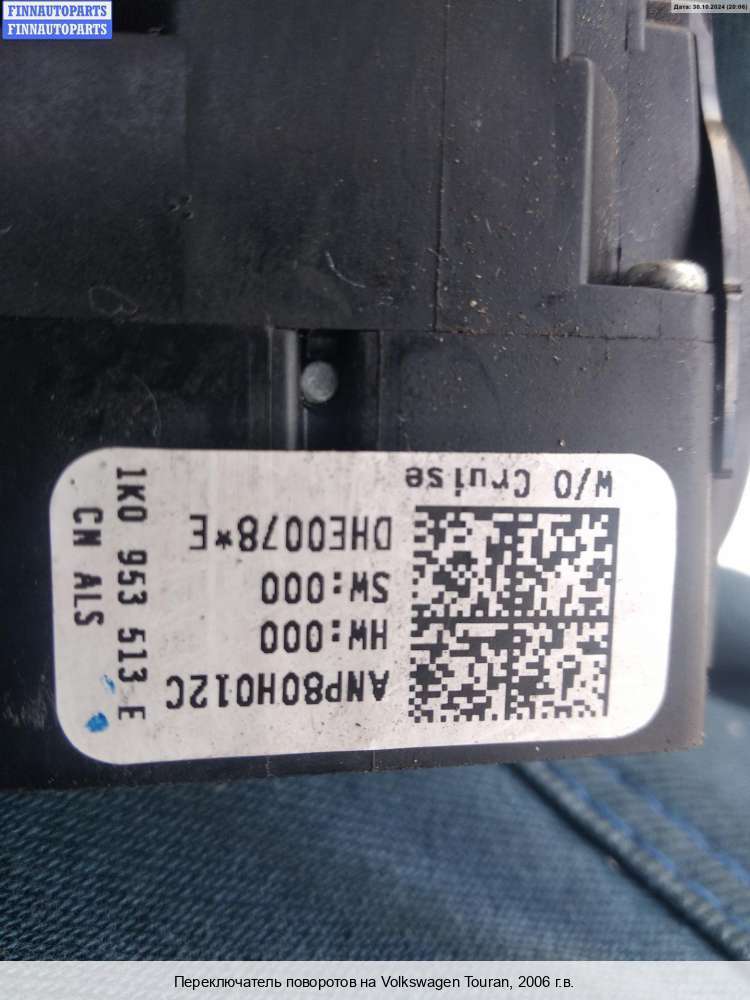 FINNAUTOPARTS
FINNAUTOPARTS
Дата: 30.10.2024 (20:06)
W/O Cruise
DHE0078*E
SW:000
HW:000
ANP80H012C
1K0 953 513 E
CN ALS
Переключатель поворотов на Volkswagen Touran, 2006 г.в.